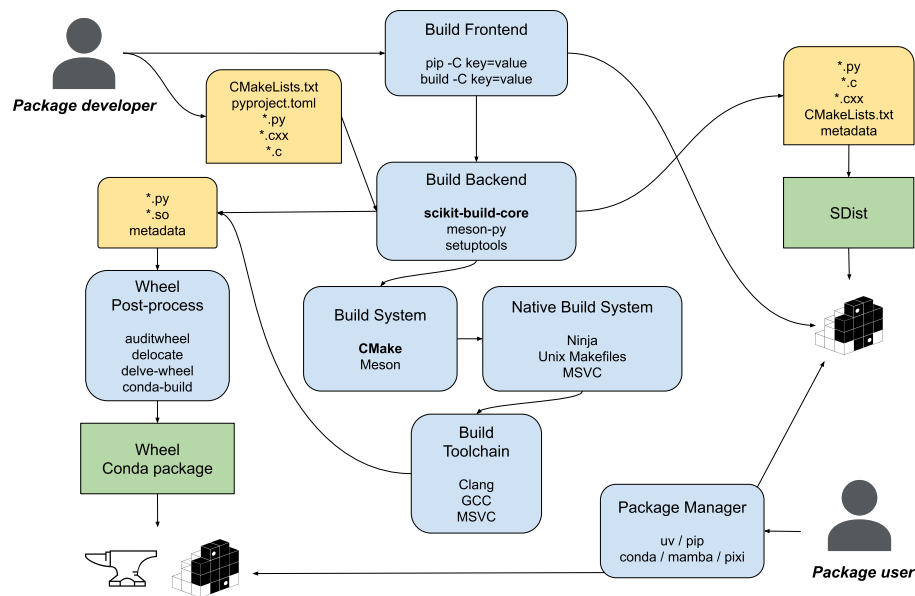 Build Frontend
pip -C key=value
build -C key=value
Package developer
CMakeLists.txt
pyproject.toml
*.py
*.cxx
*.c
*.py
*.c
*.cxx
CMakeLists.txt
metadata
Build Backend
scikit-build-core
meson-py
setuptools
*.py
*.so
metadata
SDist
Wheel
Post-process
auditwheel
delocate
delve-wheel
conda-build
Build System
CMake
Meson
Native Build System
Ninja
Unix Makefiles
MSVC
Wheel
Conda package
Build
Toolchain
Clang
GCC
MSVC
Package Manager
uv / pip
conda / mamba / pixi
Package user